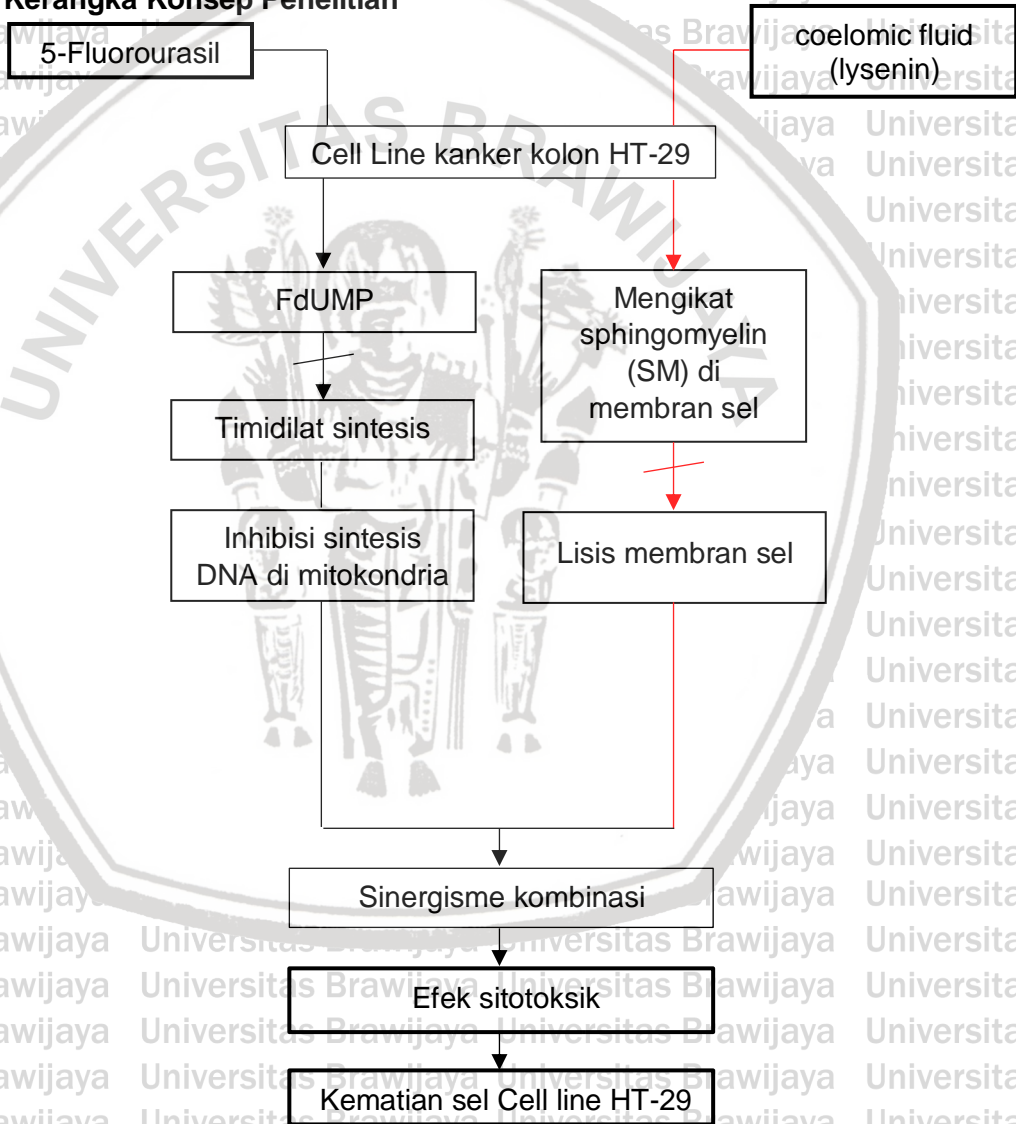 Kerangka Konsep Penelitian
5-Fluorourasil
coelomic fluid
(lysenin)
Cell Line kanker kolon HT-29
FdUMP
Mengikat
sphingomyelin
(SM) di
membran sel
Timidilat sintesis
Inhibisi sintesis
DNA di mitokondria
Lisis membran sel
Sinergisme kombinasi
Efek sitotoksik
Kematian sel Cell line HT-29
UNIVERSITAS BRAWIJAYA